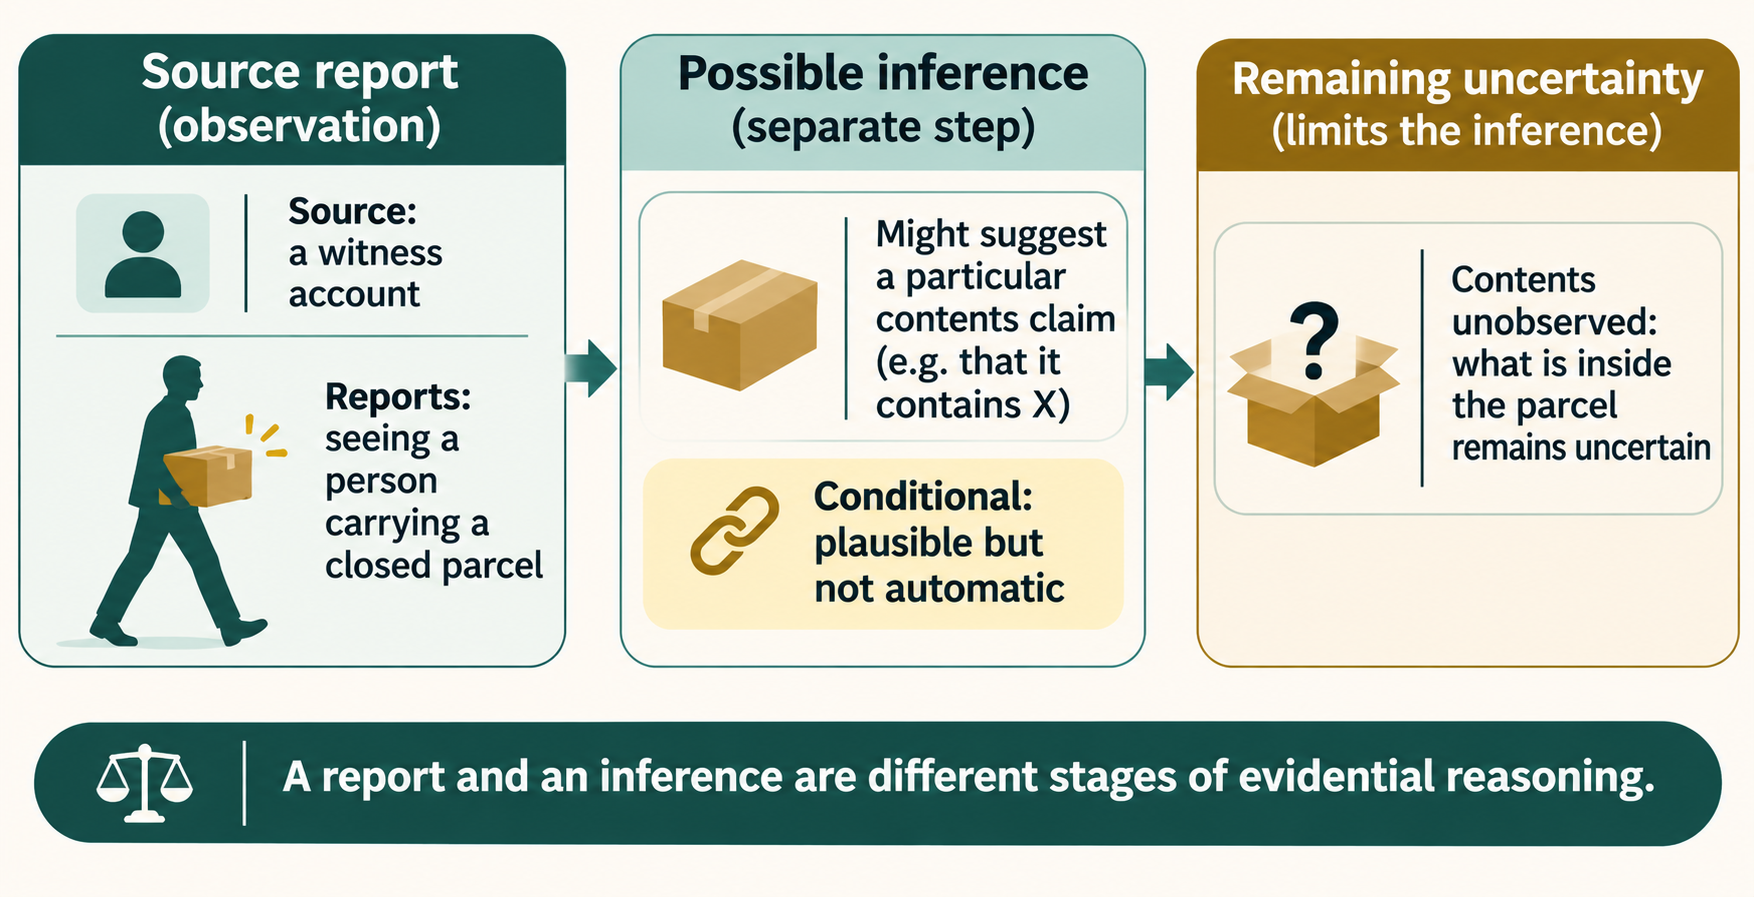 Source report
(observation)
Source:
a witness
account
Reports:
seeing a
person
carrying a
closed parcel
Possible inference
(separate step)
Might suggest
a particular
contents claim
(e.g. that it
contains X)
Conditional:
plausible but
not automatic
Remaining uncertainty
(limits the inference)
?
Contents
unobserved:
what is inside
the parcel
remains uncertain
A report and an inference are different stages of evidential reasoning.